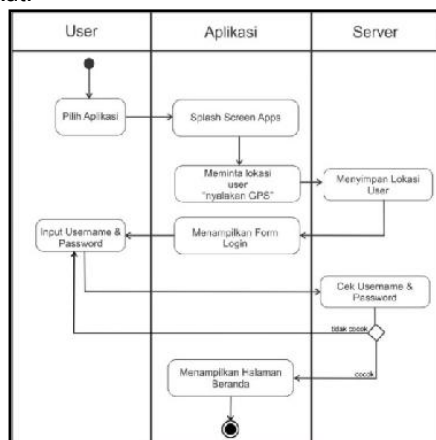 User
Aplikasi
Server
Pilih Aplikasi
Splash Screen Apps
Meminta lokasi
user
"nyalakan GPS"
Menyimpan Lokasi
User
Menampilkan Form
Login
Input Username &
Password
Cek Username &
Password
tidak cocok
cocok
Menampilkan Halaman
Beranda